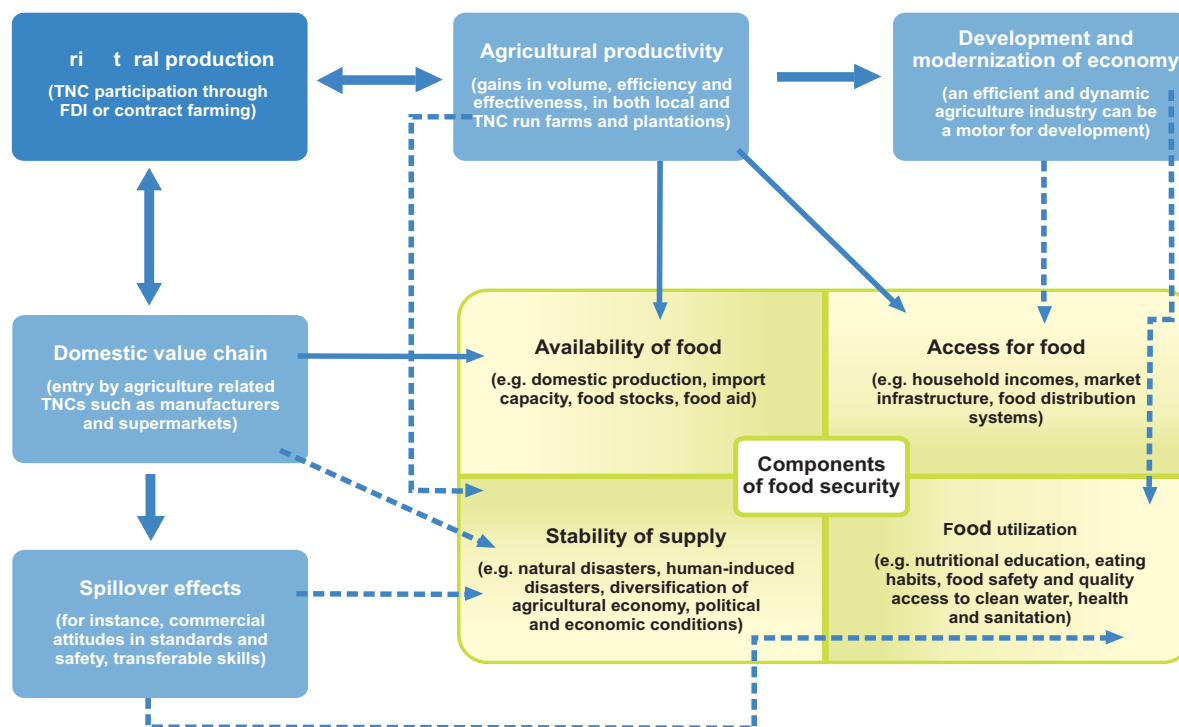 production
(TNC participation through
FDI or contract farming)
Agricultural productivity
(gains in volume, efficiency and
effectiveness, in both local and
TNC run farms and plantations)
Development and
modernization of economy
(an efficient and dynamic
agriculture industry can be
a motor for development)
Domestic value chain
(entry by agriculture related
TNCs such as manufacturers
and supermarkets)
Availability of food
(e.g. domestic production, import
capacity, food stocks, food aid)
Access for food
(e.g. household incomes, market
infrastructure, food distribution
systems)
Components
of food security
Stability of supply
(e.g. natural disasters, human-induced
disasters, diversification of
agricultural economy, political
and economic conditions)
Food utilization
(e.g. nutritional education, eating
habits, food safety and quality
access to clean water, health
and sanitation)
Spillover effects
(for instance, commercial
attitudes in standards and
safety, transferable skills)